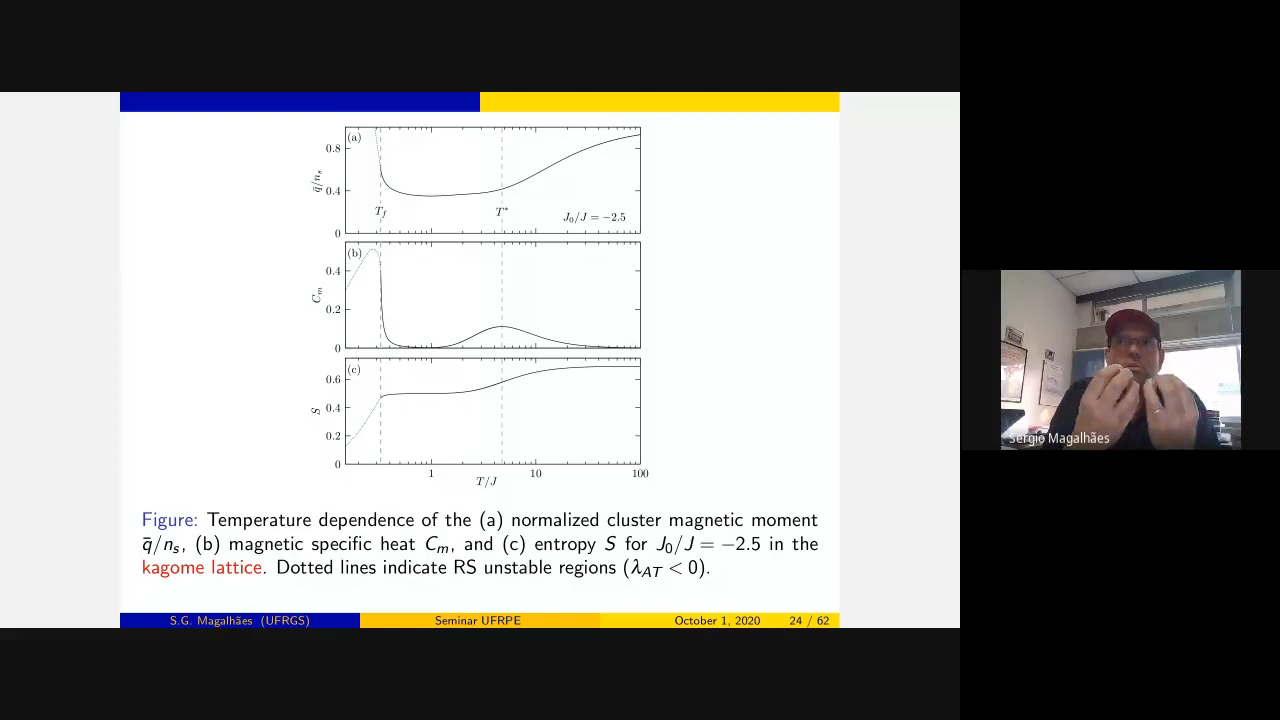 (a)
0.8
0.4
0
q̄/n_s
T_f
T*
J_0/J = −2.5
(b)
0.4
0.2
0
C_m
(c)
0.6
0.4
0.2
0
S
1 10 100
T/J
Figure: Temperature dependence of the (a) normalized cluster magnetic moment
q̄/n_s, (b) magnetic specific heat C_m, and (c) entropy S for J_0/J = −2.5 in the
kagome lattice. Dotted lines indicate RS unstable regions (λ_AT < 0).
S.G. Magalhães (UFRGS) Seminar UFRPE October 1, 2020 24 / 62
Sérgio Magalhães